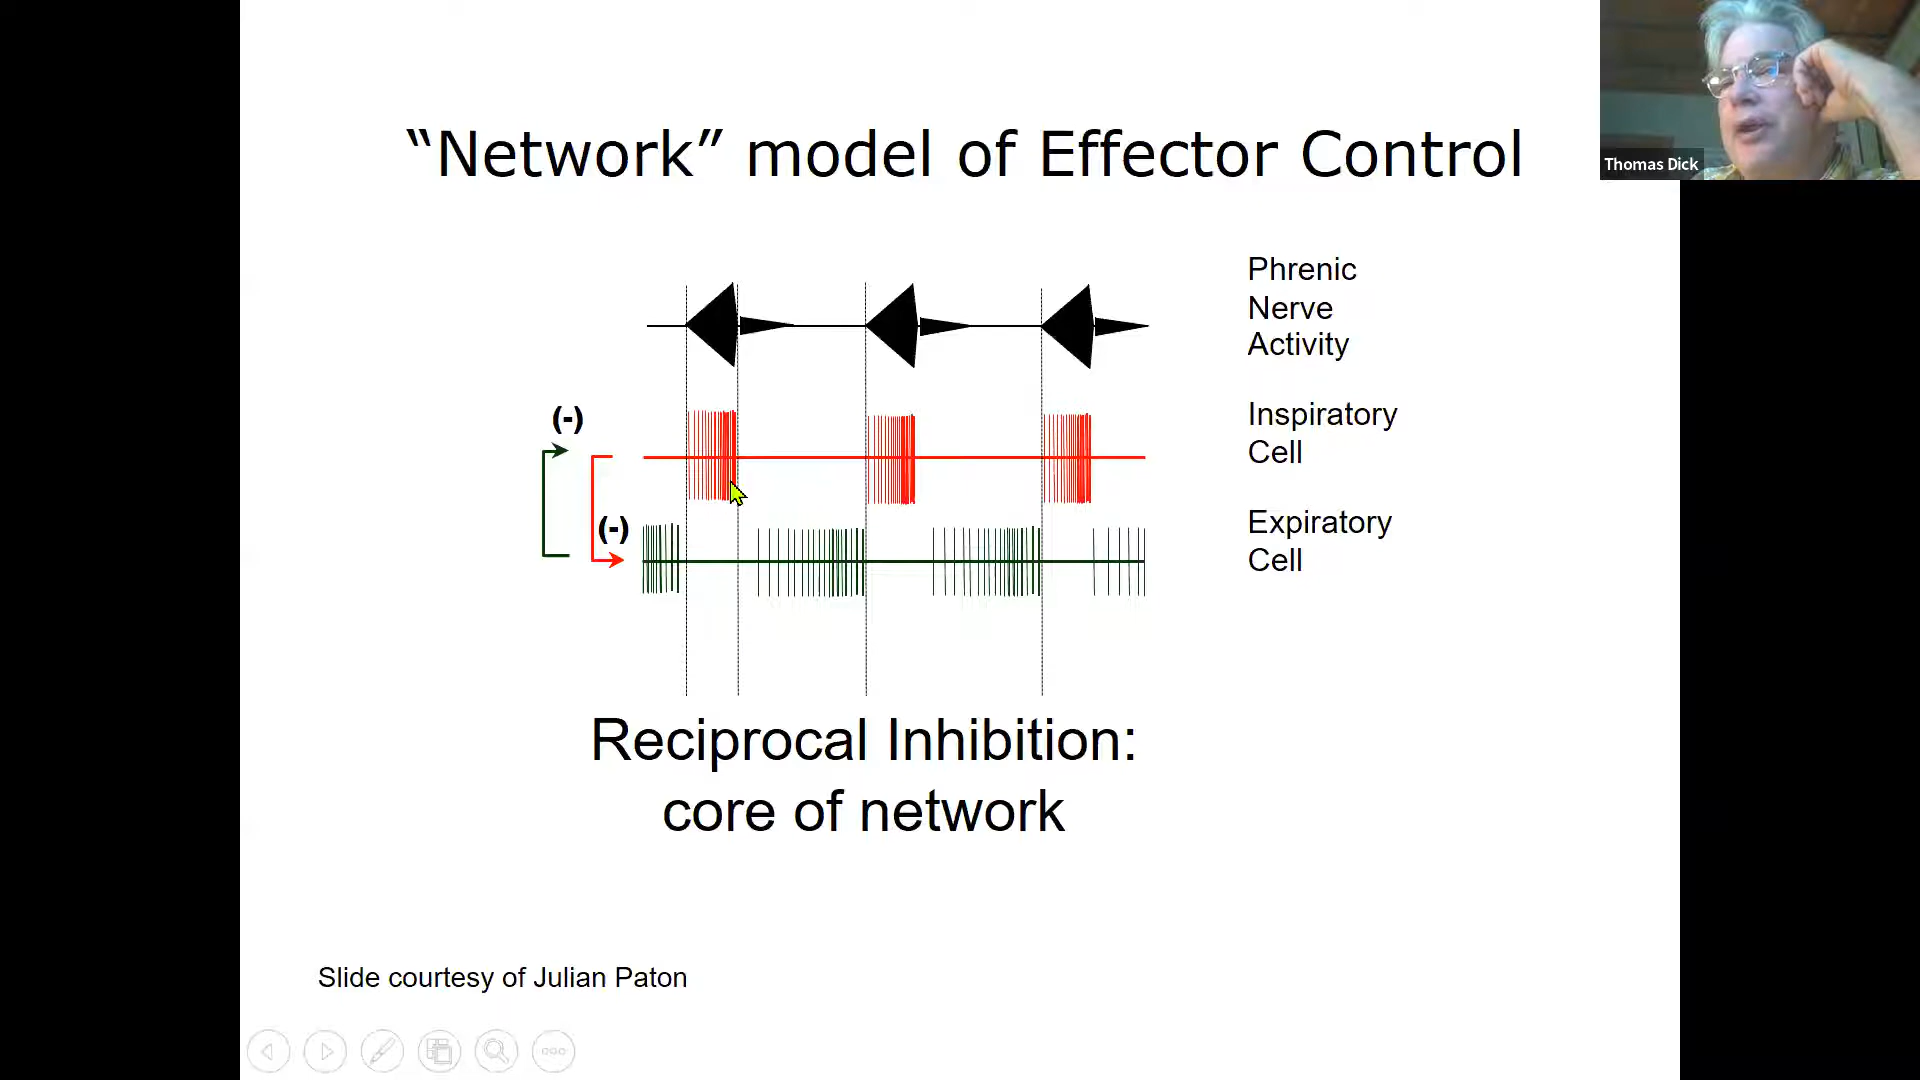 “Network” model of Effector Control
Thomas Dick
Phrenic
Nerve
Activity
(-)
Inspiratory
Cell
(-)
Expiratory
Cell
Reciprocal Inhibition:
core of network
Slide courtesy of Julian Paton